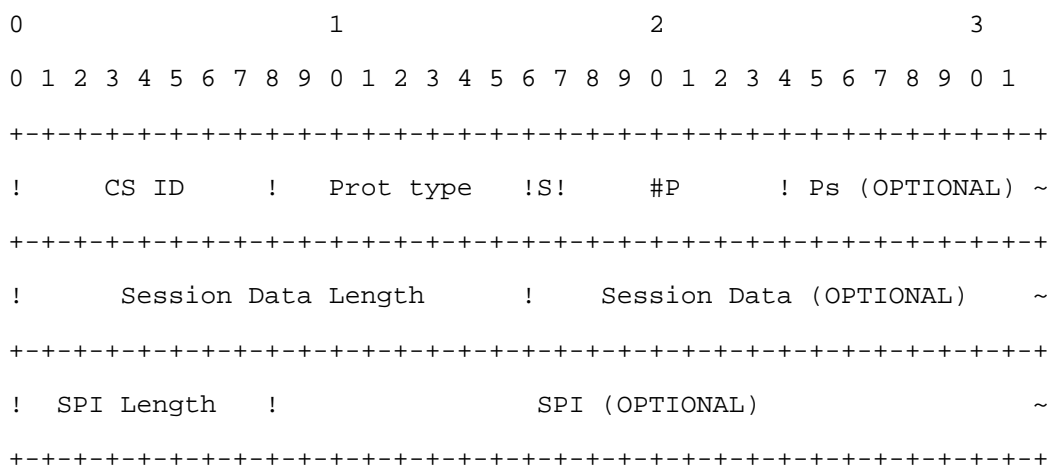 0                   1                   2                   3
0 1 2 3 4 5 6 7 8 9 0 1 2 3 4 5 6 7 8 9 0 1 2 3 4 5 6 7 8 9 0 1
+-+-+-+-+-+-+-+-+-+-+-+-+-+-+-+-+-+-+-+-+-+-+-+-+-+-+-+-+-+-+-+-+
!     CS ID     !   Prot type   !S!     #P      ! Ps (OPTIONAL) ~
+-+-+-+-+-+-+-+-+-+-+-+-+-+-+-+-+-+-+-+-+-+-+-+-+-+-+-+-+-+-+-+-+
!      Session Data Length      !    Session Data (OPTIONAL)    ~
+-+-+-+-+-+-+-+-+-+-+-+-+-+-+-+-+-+-+-+-+-+-+-+-+-+-+-+-+-+-+-+-+
!  SPI Length   !                SPI (OPTIONAL)                 ~
+-+-+-+-+-+-+-+-+-+-+-+-+-+-+-+-+-+-+-+-+-+-+-+-+-+-+-+-+-+-+-+-+